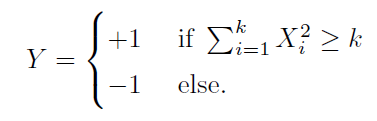 Y = { +1 if ∑_{i=1}^{k} X_i^2 ≥ k
−1 else.